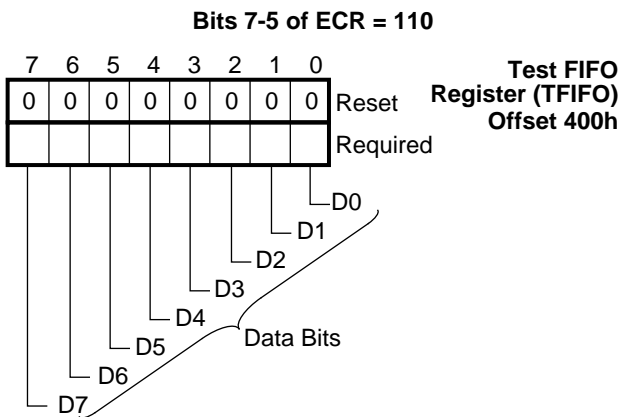 Bits 7-5 of ECR = 110
7 6 5 4 3 2 1 0
Test FIFO
Register (TFIFO)
Offset 400h
0 0 0 0 0 0 0 0 Reset
Required
D0
D1
D2
D3
D4
Data Bits
D5
D6
D7